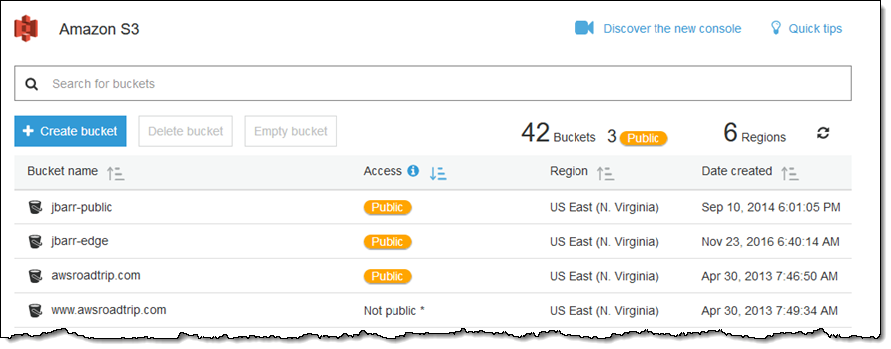 Amazon S3 Discover the new console Quick tips
Search for buckets
Create bucket Delete bucket Empty bucket 42 Buckets 3 Public 6 Regions
Bucket name Access Region Date created
jbarr-public Public US East (N. Virginia) Sep 10, 2014 6:01:05 PM
jbarr-edge Public US East (N. Virginia) Nov 23, 2016 6:40:14 AM
awsroadtrip.com Public US East (N. Virginia) Apr 30, 2013 7:46:50 AM
www.awsroadtrip.com Not public * US East (N. Virginia) Apr 30, 2013 7:49:34 AM